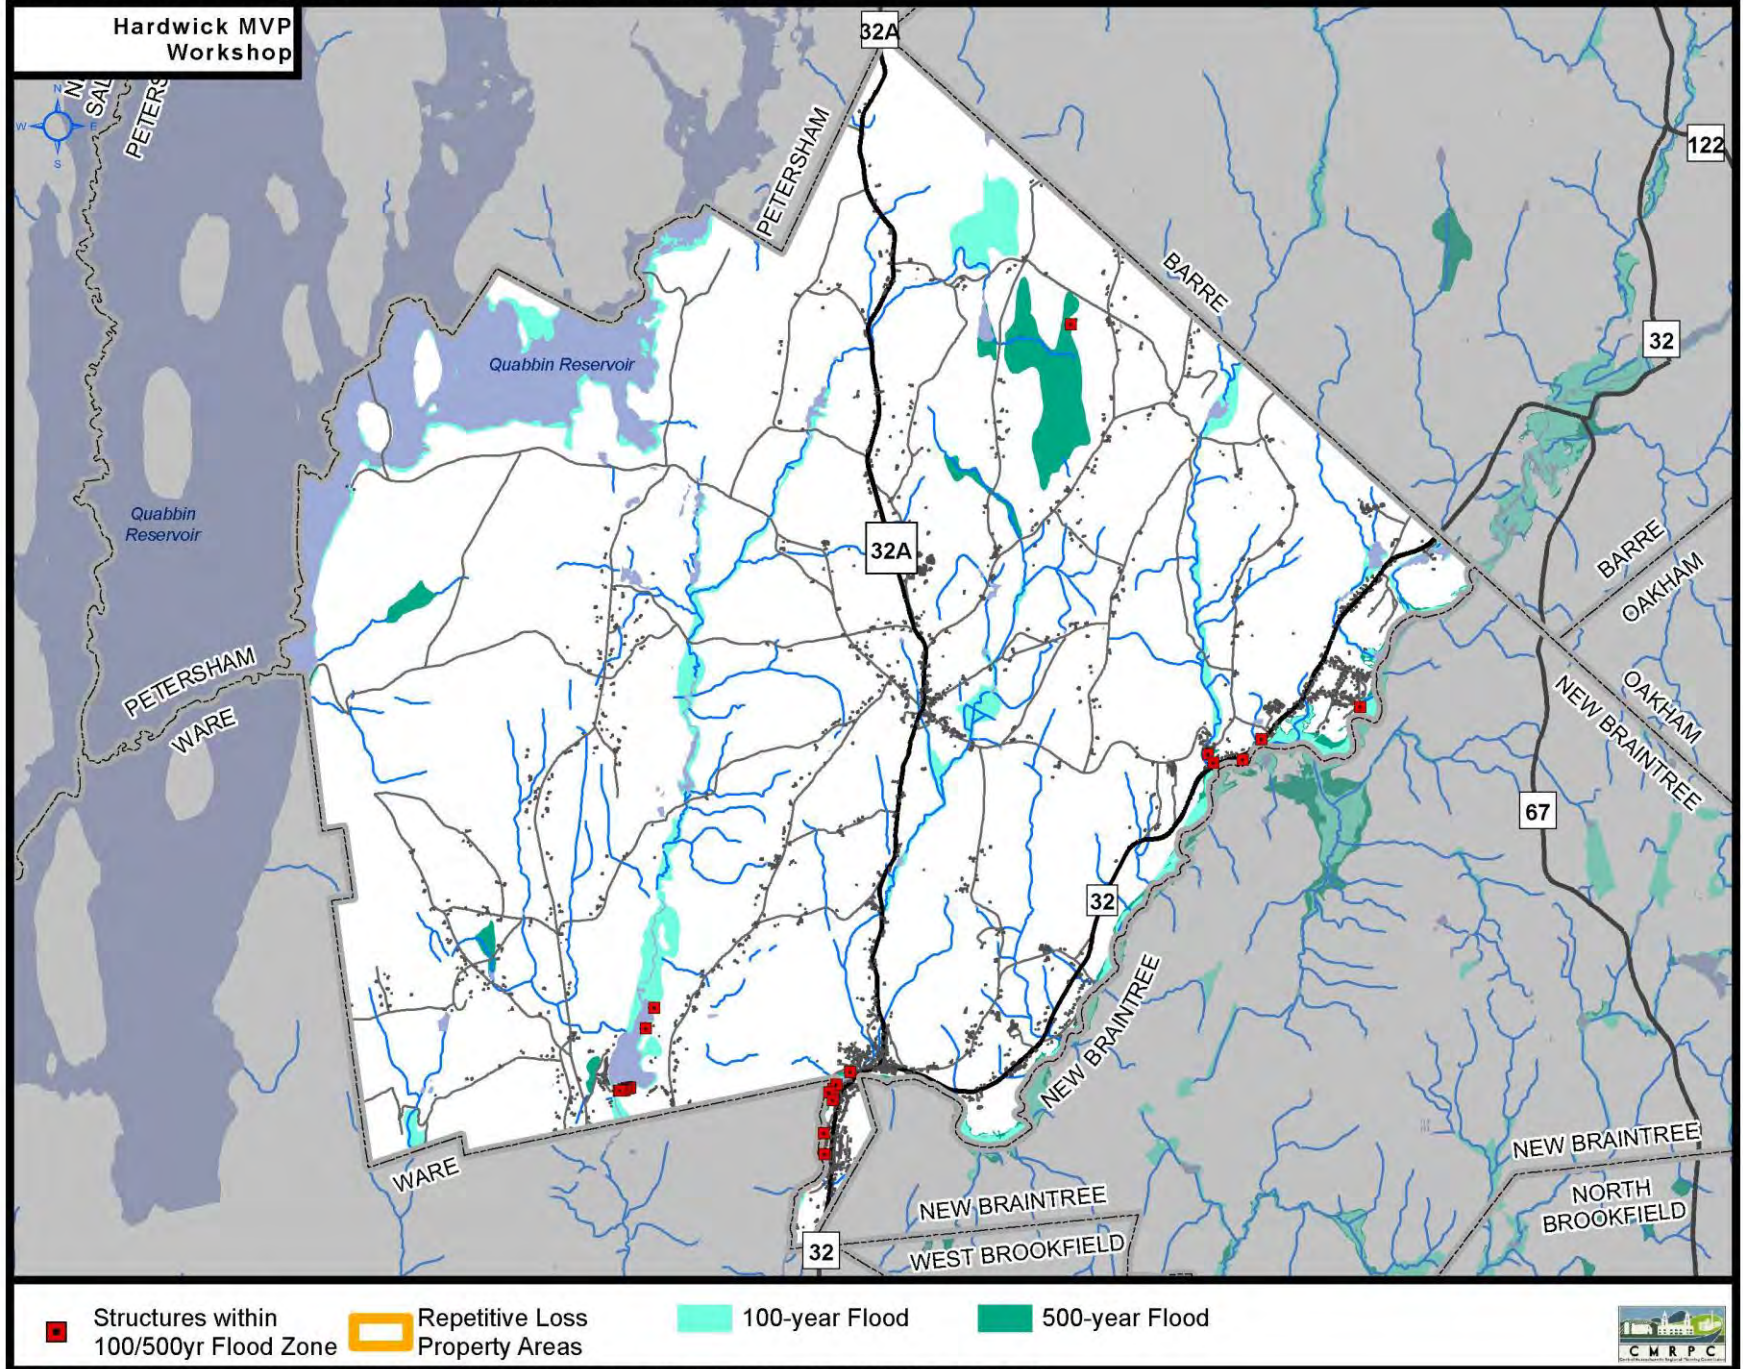 Hardwick MVP
Workshop
32A
PETERS
N
W
E
S
PETERSHAM
122
BARRE
32
Quabbin Reservoir
Quabbin
Reservoir
32A
BARRE
OAKHAM
PETERSHAM
WARE
OAKHAM
NEW BRAINTREE
67
32
NEW BRAINTREE
WARE
NEW BRAINTREE
NEW BRAINTREE
NORTH
BROOKFIELD
WEST BROOKFIELD
32
Structures within
100/500yr Flood Zone
Repetitive Loss
Property Areas
100-year Flood
500-year Flood
CMRPC